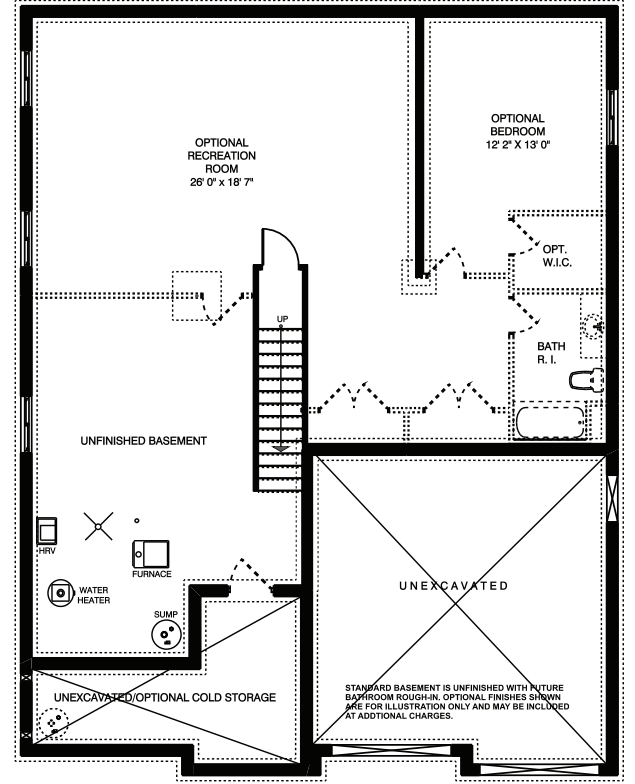 OPTIONAL
BEDROOM
12' 2" X 13' 0"
OPTIONAL
RECREATION
ROOM
26' 0" x 18' 7"
OPT.
W.I.C.
UP
BATH
R. I.
UNFINISHED BASEMENT
HRV
FURNACE
WATER
HEATER
SUMP
UNEXCAVATED
UNEXCAVATED/OPTIONAL COLD STORAGE
STANDARD BASEMENT IS UNFINISHED WITH FUTURE
BATHROOM ROUGH-IN. OPTIONAL FINISHES SHOWN
ARE FOR ILLUSTRATION ONLY AND MAY BE INCLUDED
AT ADDTIONAL CHARGES.